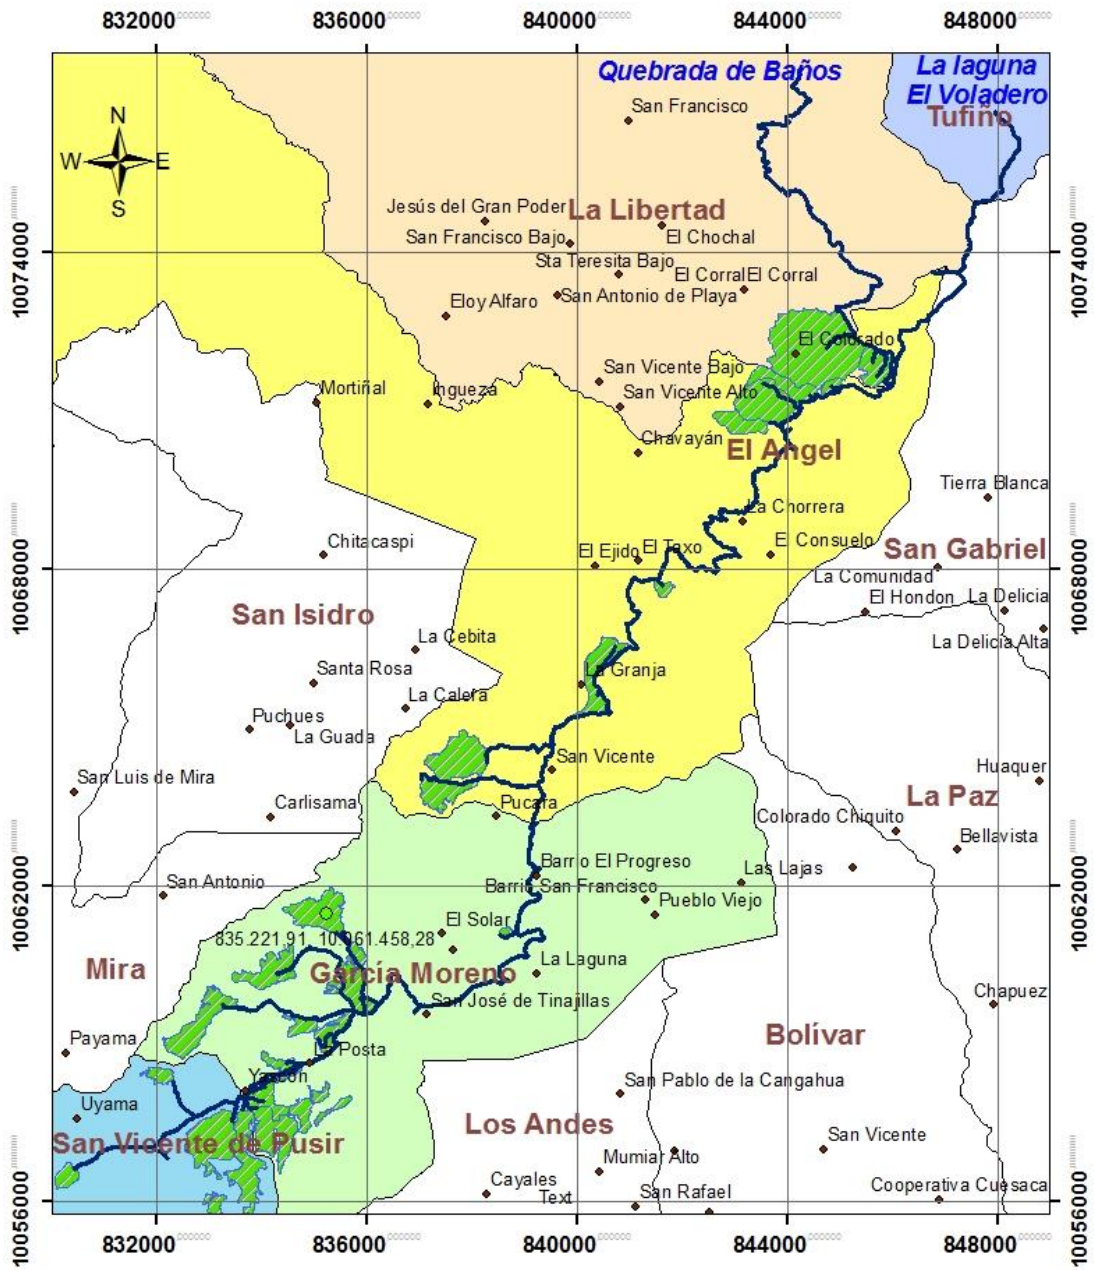 832000 836000 840000 844000 848000
Quebrada de Baños
La laguna
El Voladero
Tufiño
San Francisco
N
W E
S
Jesús del Gran Poder
La Libertad
San Francisco Bajo
El Chochal
10074000
10074000
Sta Teresita Bajo
El Corral
El Corral
Eloy Alfaro
San Antonio de Playa
El Colorado
San Vicente Bajo
Mortiñal
Ingueza
San Vicente Alto
Chavayán
El Angel
Tierra Blanca
La Chorrera
Chitacaspi
El Ejido
El Taxo
El Consuelo
San Gabriel
10068000
10068000
La Comunidad
El Hondon
La Delicia
San Isidro
La Cebita
La Delicia Alta
Santa Rosa
La Granja
La Calera
Puchues
La Guada
San Vicente
Huaquer
San Luis de Mira
Carlisama
Pucara
La Paz
Colorado Chiquito
Bellavista
Barrio El Progreso
Las Lajas
10062000
10062000
San Antonio
Barrio San Francisco
Pueblo Viejo
El Solar
835.221,91 10.061.458,28
La Laguna
Mira
García Moreno
San José de Tinajllas
Chapuez
Bolívar
Payama
La Posta
Yascón
San Pablo de la Cangahua
Uyama
Los Andes
San Vicente de Pusir
San Vicente
Mumiar Alto
Cayales
Text
San Rafael
Cooperativa Cuesaca
10056000
10056000
832000 836000 840000 844000 848000